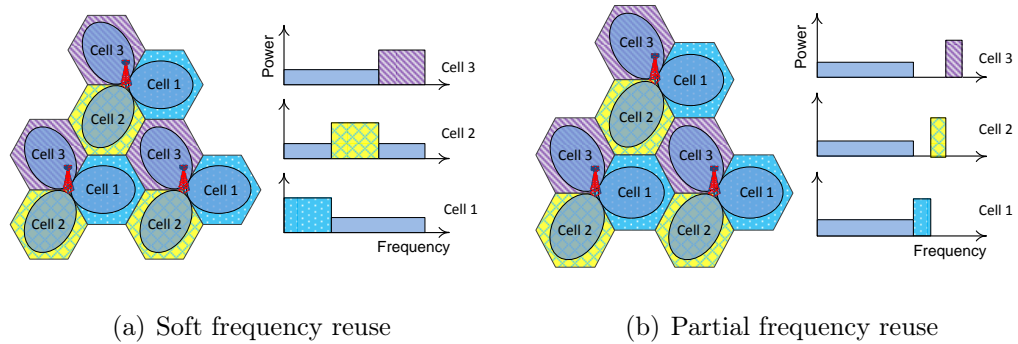 Cell 3
Cell 1
Cell 2
Cell 3
Cell 3
Cell 1
Cell 1
Cell 2
Cell 2
Power
Cell 3
Cell 2
Cell 1
Frequency
(a) Soft frequency reuse
Cell 3
Cell 1
Cell 2
Cell 3
Cell 3
Cell 1
Cell 1
Cell 2
Cell 2
Power
Cell 3
Cell 2
Cell 1
Frequency
(b) Partial frequency reuse